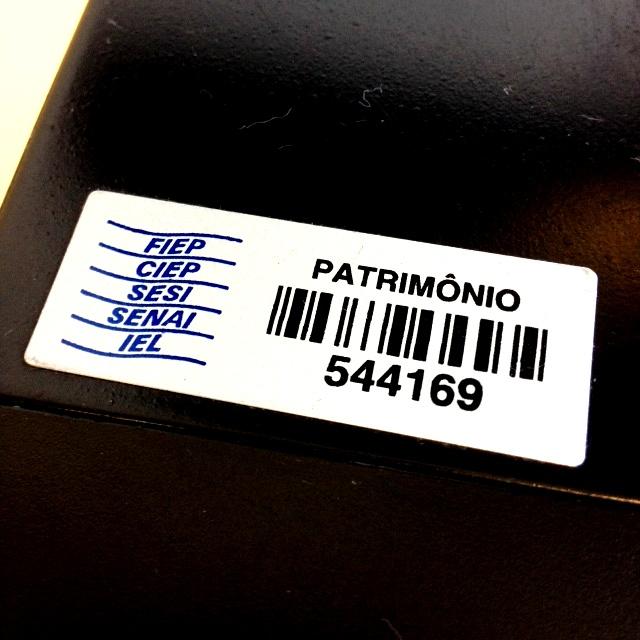 FIEP
CIEP
SESI
SENAI
IEL
PATRIMÔNIO
544169